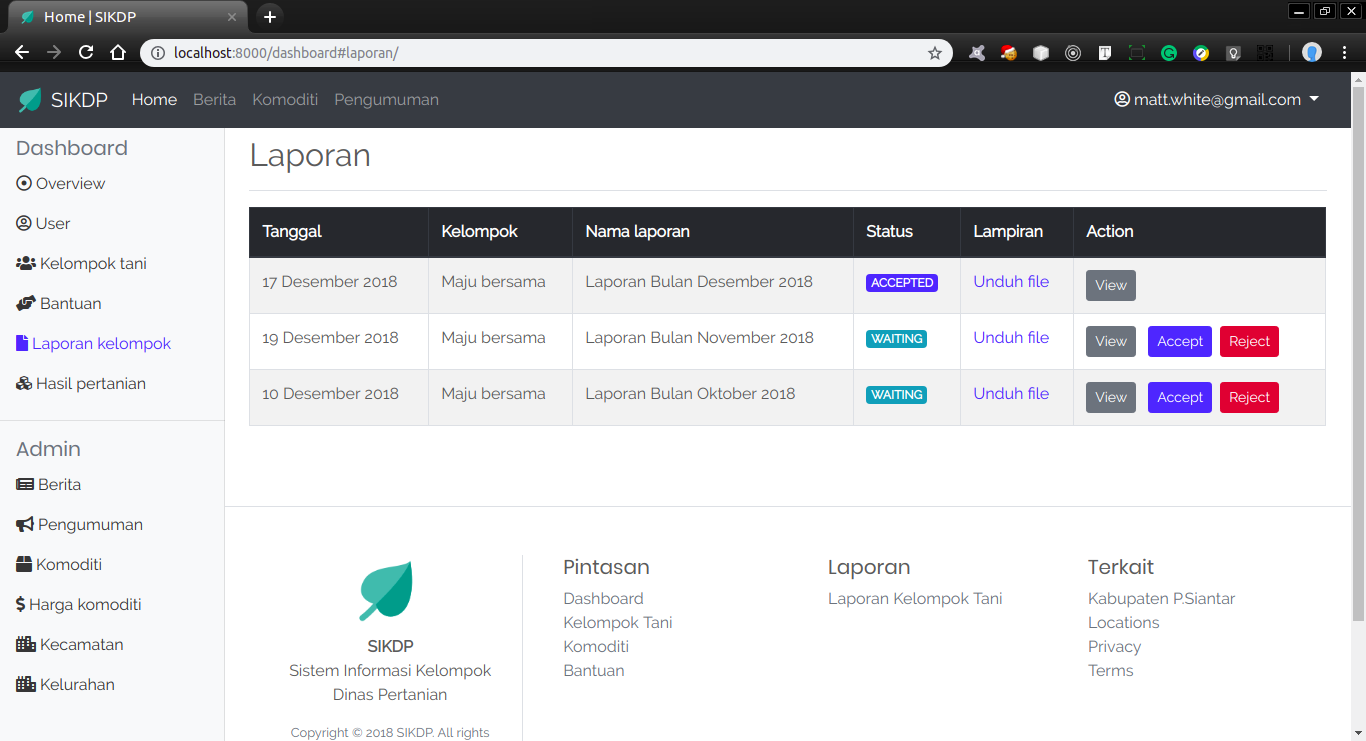 Home | SIKDP
localhost:8000/dashboard#laporan/
SIKDP Home Berita Komoditi Pengumuman matt.white@gmail.com
Dashboard
Overview
User
Kelompok tani
Bantuan
Laporan kelompok
Hasil pertanian
Admin
Berita
Pengumuman
Komoditi
Harga komoditi
Kecamatan
Kelurahan
Laporan
Tanggal Kelompok Nama laporan Status Lampiran Action
17 Desember 2018 Maju bersama Laporan Bulan Desember 2018 ACCEPTED Unduh file View
19 Desember 2018 Maju bersama Laporan Bulan November 2018 WAITING Unduh file View Accept Reject
10 Desember 2018 Maju bersama Laporan Bulan Oktober 2018 WAITING Unduh file View Accept Reject
SIKDP
Sistem Informasi Kelompok
Dinas Pertanian
Copyright © 2018 SIKDP. All rights
Pintasan
Dashboard
Kelompok Tani
Komoditi
Bantuan
Laporan
Laporan Kelompok Tani
Terkait
Kabupaten P.Siantar
Locations
Privacy
Terms